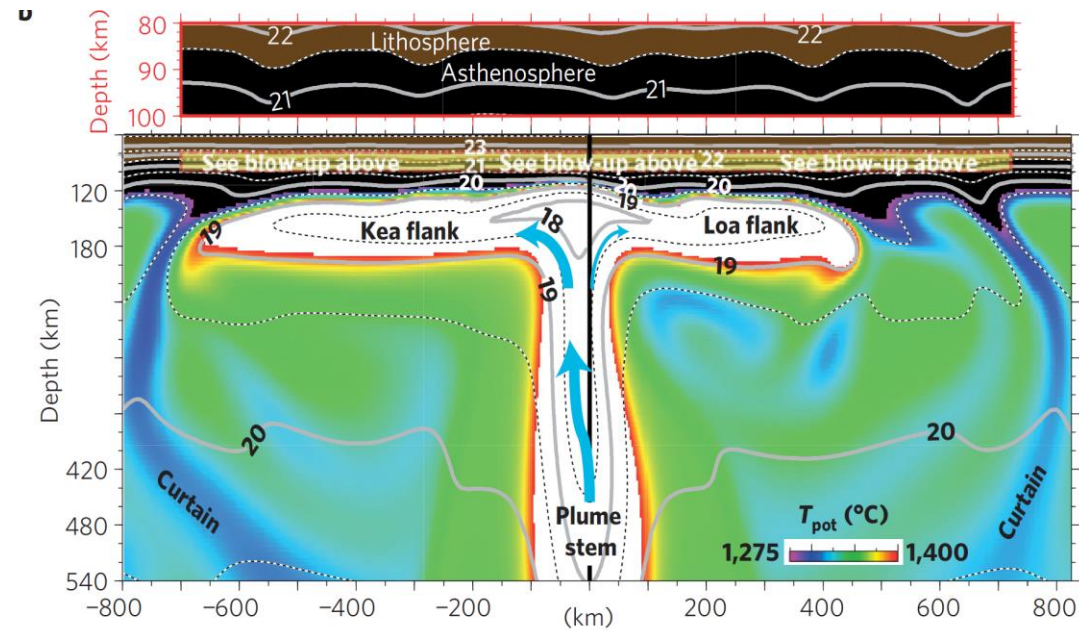 80
Depth (km)
90
100
22
Lithosphere
22
Asthenosphere
21
21
Depth (km)
120
180
420
480
540
23
See blow-up above
21
See blow-up above
22
See blow-up above
20
20
19
19
18
Kea flank
Loa flank
19
19
20
20
Curtain
Curtain
Plume
stem
Tpot (°C)
1,275
1,400
−800
−600
−400
−200
(km)
200
400
600
800